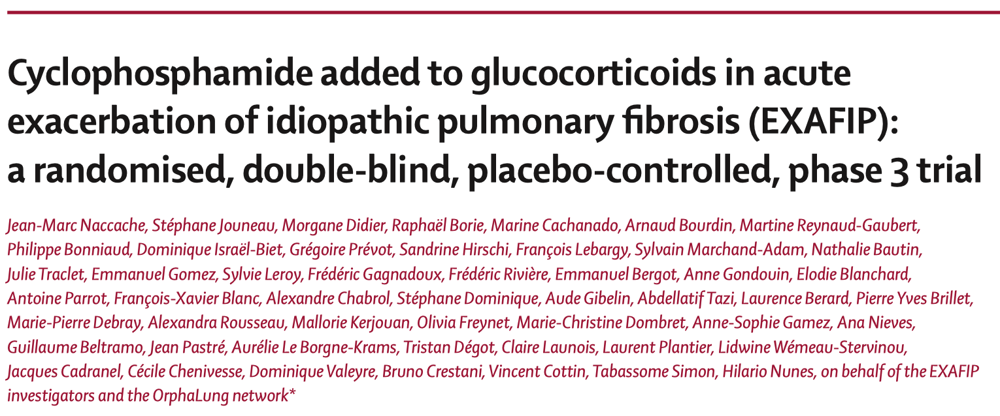 Cyclophosphamide added to glucocorticoids in acute
exacerbation of idiopathic pulmonary fibrosis (EXAFIP):
a randomised, double-blind, placebo-controlled, phase 3 trial
Jean-Marc Naccache, Stéphane Jouneau, Morgane Didier, Raphaël Borie, Marine Cachanado, Arnaud Bourdin, Martine Reynaud-Gaubert,
Philippe Bonniaud, Dominique Israël-Biet, Grégoire Prévot, Sandrine Hirschi, François Lebargy, Sylvain Marchand-Adam, Nathalie Bautin,
Julie Traclet, Emmanuel Gomez, Sylvie Leroy, Frédéric Gagnadoux, Frédéric Rivière, Emmanuel Bergot, Anne Gondouin, Elodie Blanchard,
Antoine Parrot, François-Xavier Blanc, Alexandre Chabrol, Stéphane Dominique, Aude Gibelin, Abdellatif Tazi, Laurence Berard, Pierre Yves Brillet,
Marie-Pierre Debray, Alexandra Rousseau, Mallorie Kerjouan, Olivia Freynet, Marie-Christine Dombret, Anne-Sophie Gamez, Ana Nieves,
Guillaume Beltramo, Jean Pastré, Aurélie Le Borgne-Krams, Tristan Dégot, Claire Launois, Laurent Plantier, Lidwine Wémeau-Stervinou,
Jacques Cadranel, Cécile Chenivesse, Dominique Valeyre, Bruno Crestani, Vincent Cottin, Tabassome Simon, Hilario Nunes, on behalf of the EXAFIP
investigators and the OrphaLung network*